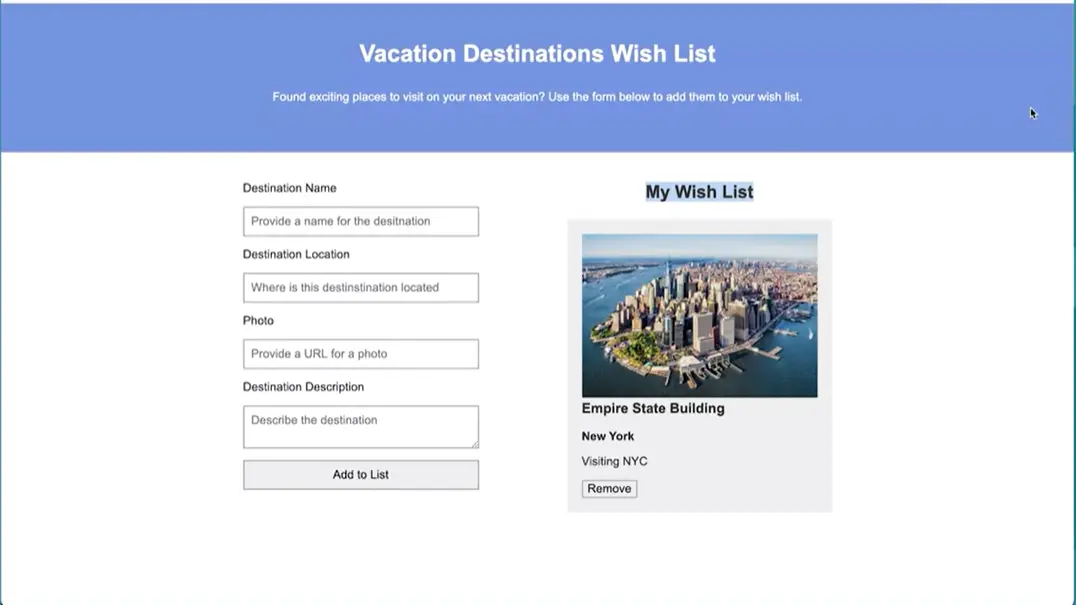 Vacation Destinations Wish List
Found exciting places to visit on your next vacation? Use the form below to add them to your wish list.
Destination Name
Provide a name for the desitnation
Destination Location
Where is this destinstination located
Photo
Provide a URL for a photo
Destination Description
Describe the destination
Add to List
My Wish List
Empire State Building
New York
Visiting NYC
Remove